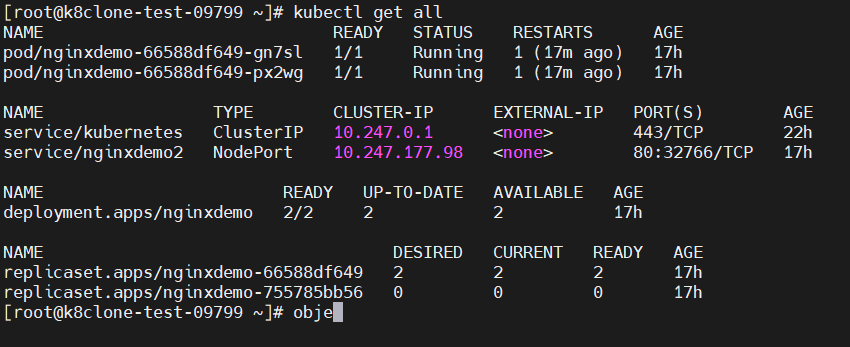 [root@k8clone-test-09799 ~]# kubectl get all
NAME                             READY   STATUS    RESTARTS      AGE
pod/nginxdemo-66588df649-gn7sl   1/1     Running   1 (17m ago)   17h
pod/nginxdemo-66588df649-px2wg   1/1     Running   1 (17m ago)   17h
NAME                 TYPE        CLUSTER-IP      EXTERNAL-IP   PORT(S)        AGE
service/kubernetes   ClusterIP   10.247.0.1      <none>        443/TCP        22h
service/nginxdemo2   NodePort    10.247.177.98   <none>        80:32766/TCP   17h
NAME                        READY   UP-TO-DATE   AVAILABLE   AGE
deployment.apps/nginxdemo   2/2     2            2           17h
NAME                                   DESIRED   CURRENT   READY   AGE
replicaset.apps/nginxdemo-66588df649   2         2         2       17h
replicaset.apps/nginxdemo-755785bb56   0         0         0       17h
[root@k8clone-test-09799 ~]# obje